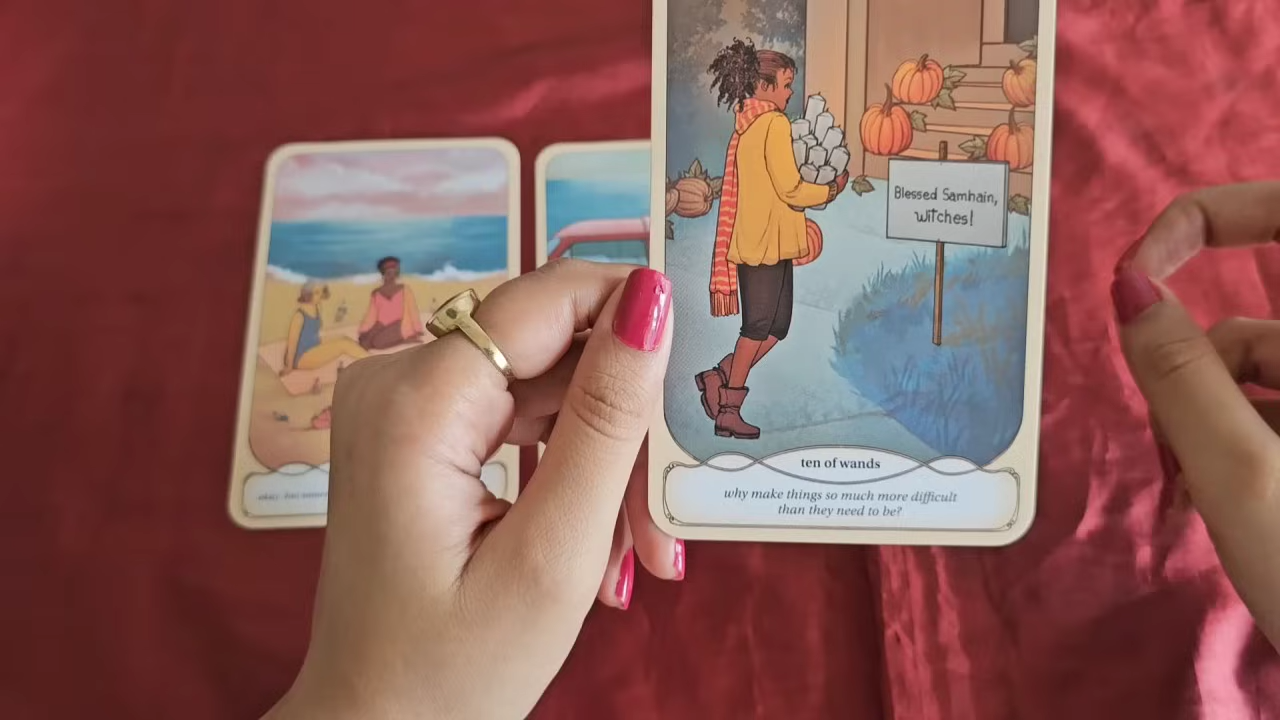 Blessed Samhain,
witches!
ten of wands
why make things so much more difficult
than they need to be?